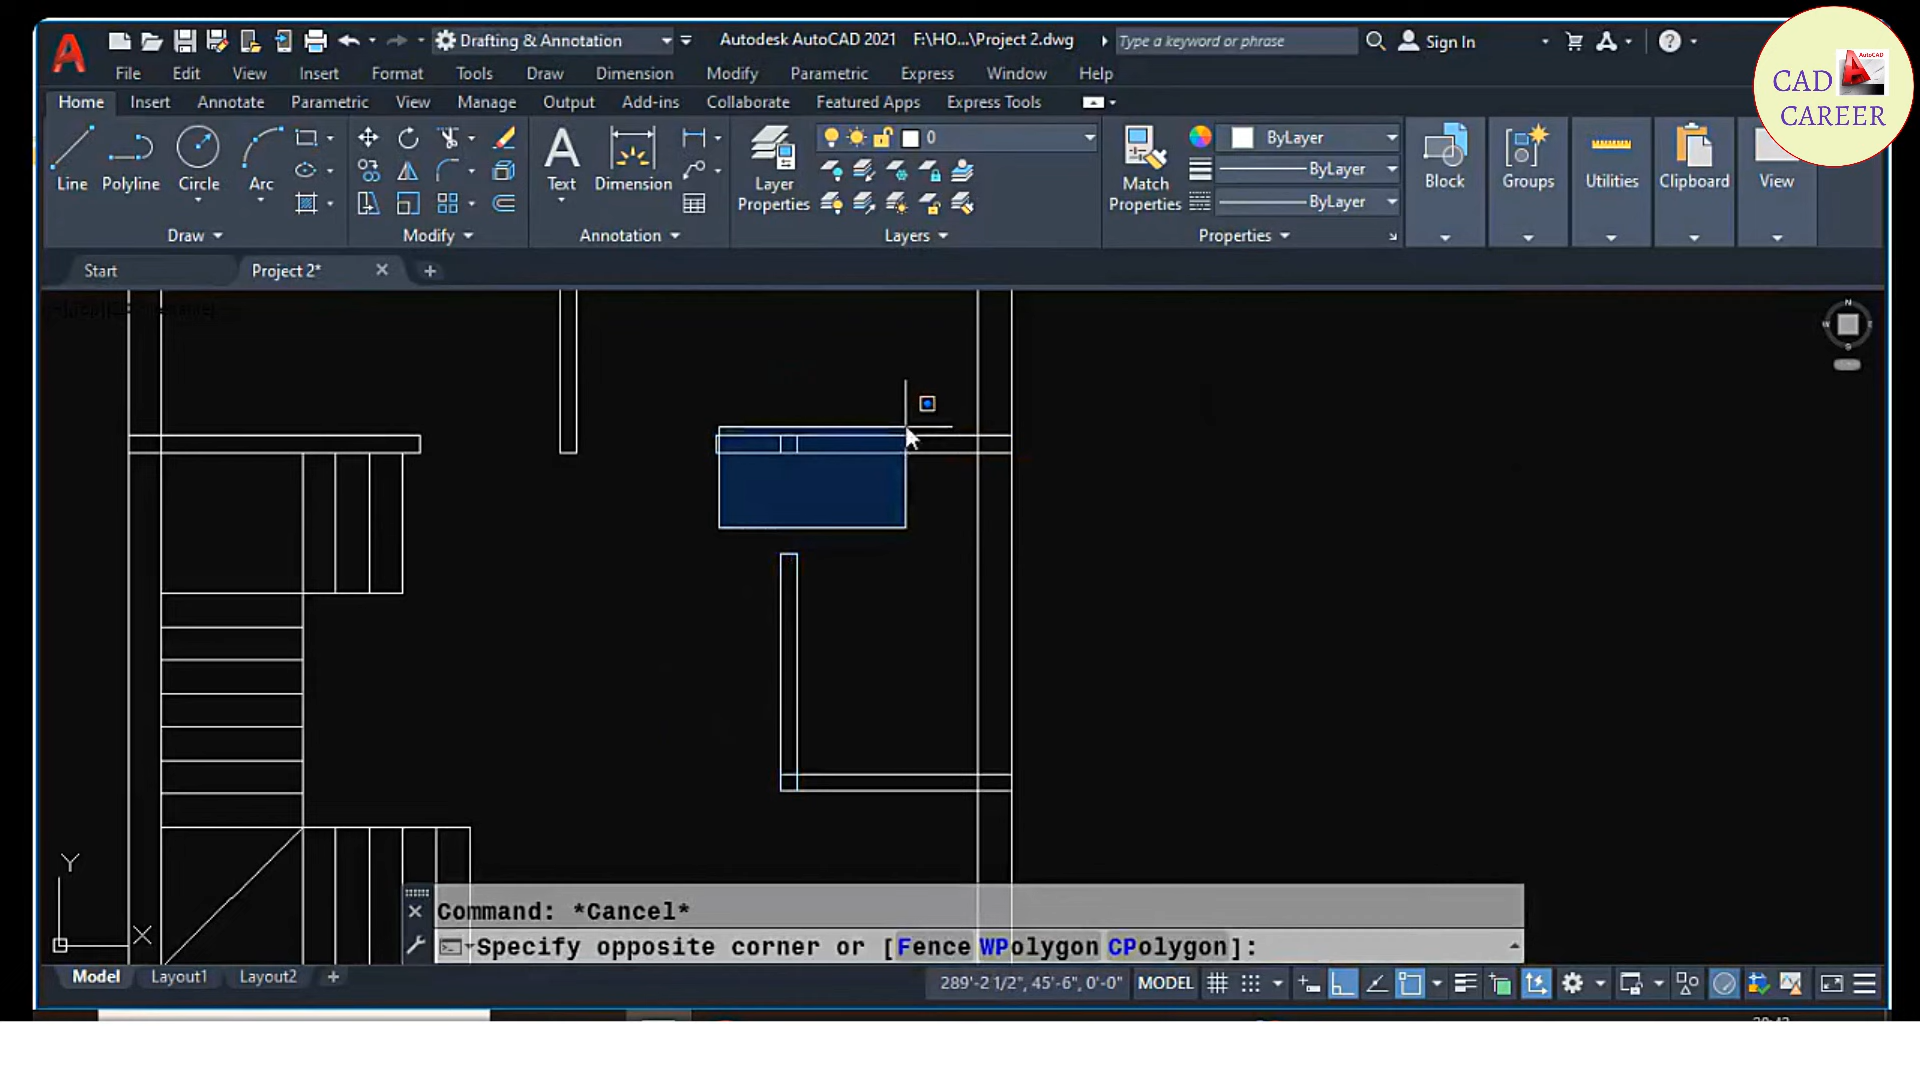 Drafting & Annotation
Autodesk AutoCAD 2021 F:\HO...\Project 2.dwg
Type a keyword or phrase
Sign In
File Edit View Insert Format Tools Draw Dimension Modify Parametric Express Window Help
Home Insert Annotate Parametric View Manage Output Add-ins Collaborate Featured Apps Express Tools
CAD
CAREER
AutoCAD
0
ByLayer
ByLayer
ByLayer
Line Polyline Circle Arc
Text Dimension
Layer
Properties
Match
Properties
Block Groups Utilities Clipboard View
Draw Modify Annotation Layers Properties
Start Project 2*
N
W
S
Y
X
Command: *Cancel*
Specify opposite corner or [Fence WPolygon CPolygon]:
Model Layout1 Layout2
289'-2 1/2", 45'-6", 0'-0" MODEL